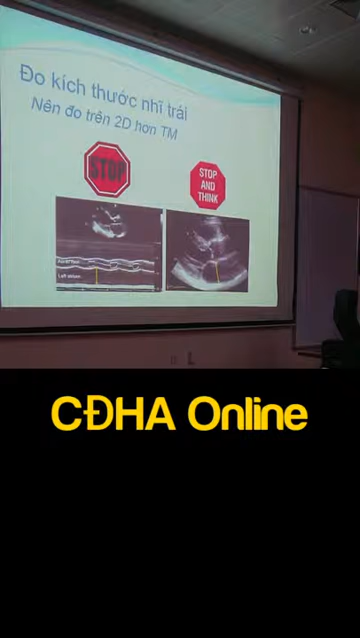 Đo kích thước nhĩ trái
Nên đo trên 2D hơn TM
STOP
STOP
AND
THINK
CĐHA Online